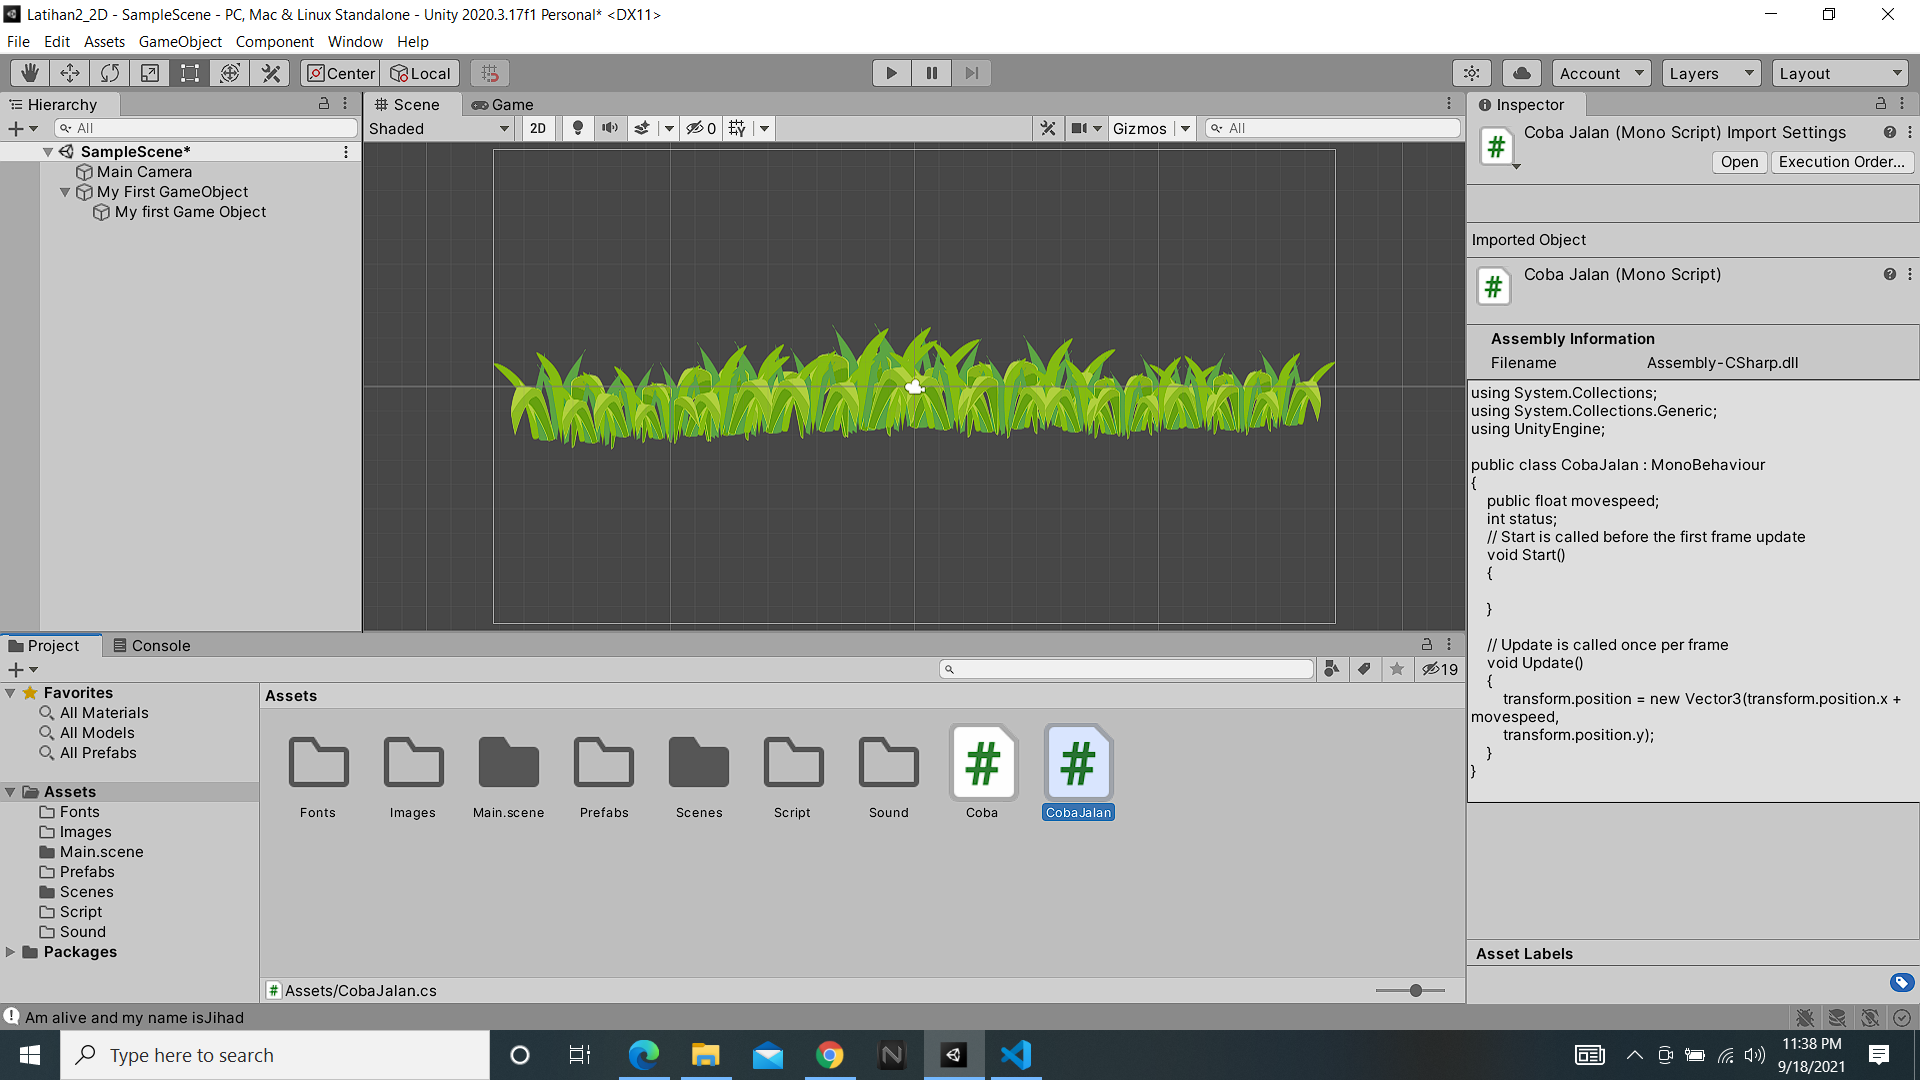 Latihan2_2D - SampleScene - PC, Mac & Linux Standalone - Unity 2020.3.17f1 Personal* <DX11>
File Edit Assets GameObject Component Window Help
Center Local
Account Layers Layout
Hierarchy
All
SampleScene*
Main Camera
My First GameObject
My first Game Object
Scene Game
Shaded 2D 0 Gizmos All
Inspector
Coba Jalan (Mono Script) Import Settings
Open Execution Order...
Imported Object
Coba Jalan (Mono Script)
Assembly Information
Filename Assembly-CSharp.dll
using System.Collections;
using System.Collections.Generic;
using UnityEngine;
public class CobaJalan : MonoBehaviour
{
public float movespeed;
int status;
// Start is called before the first frame update
void Start()
{
}
// Update is called once per frame
void Update()
{
transform.position = new Vector3(transform.position.x +
movespeed,
transform.position.y);
}
}
Asset Labels
Project Console
19
Favorites
All Materials
All Models
All Prefabs
Assets
Fonts
Images
Main.scene
Prefabs
Scenes
Script
Sound
Packages
Assets
Fonts Images Main.scene Prefabs Scenes Script Sound Coba CobaJalan
Assets/CobaJalan.cs
Am alive and my name isJihad
Type here to search
11:38 PM
9/18/2021